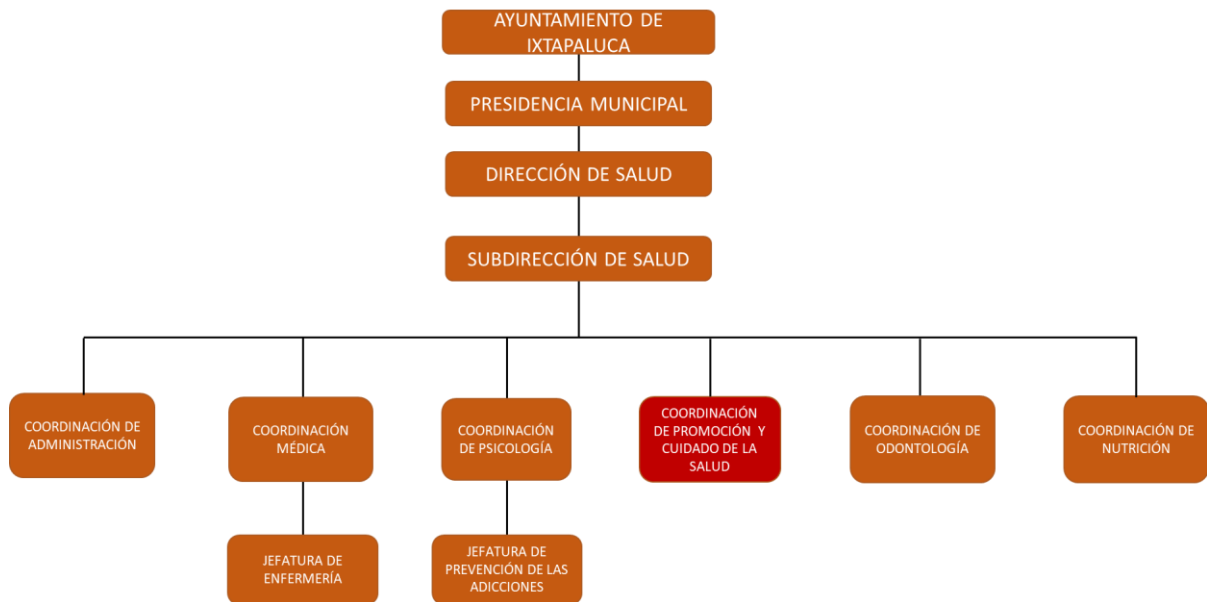 AYUNTAMIENTO DE
IXTAPALUCA
PRESIDENCIA MUNICIPAL
DIRECCIÓN DE SALUD
SUBDIRECCIÓN DE SALUD
COORDINACIÓN DE
ADMINISTRACIÓN
COORDINACIÓN
MÉDICA
COORDINACIÓN
DE PSICOLOGÍA
COORDINACIÓN
DE PROMOCIÓN Y
CUIDADO DE LA
SALUD
COORDINACIÓN DE
ODONTOLOGÍA
COORDINACIÓN DE
NUTRICIÓN
JEFATURA DE
ENFERMERÍA
JEFATURA DE
PREVENCIÓN DE LAS
ADICCIONES